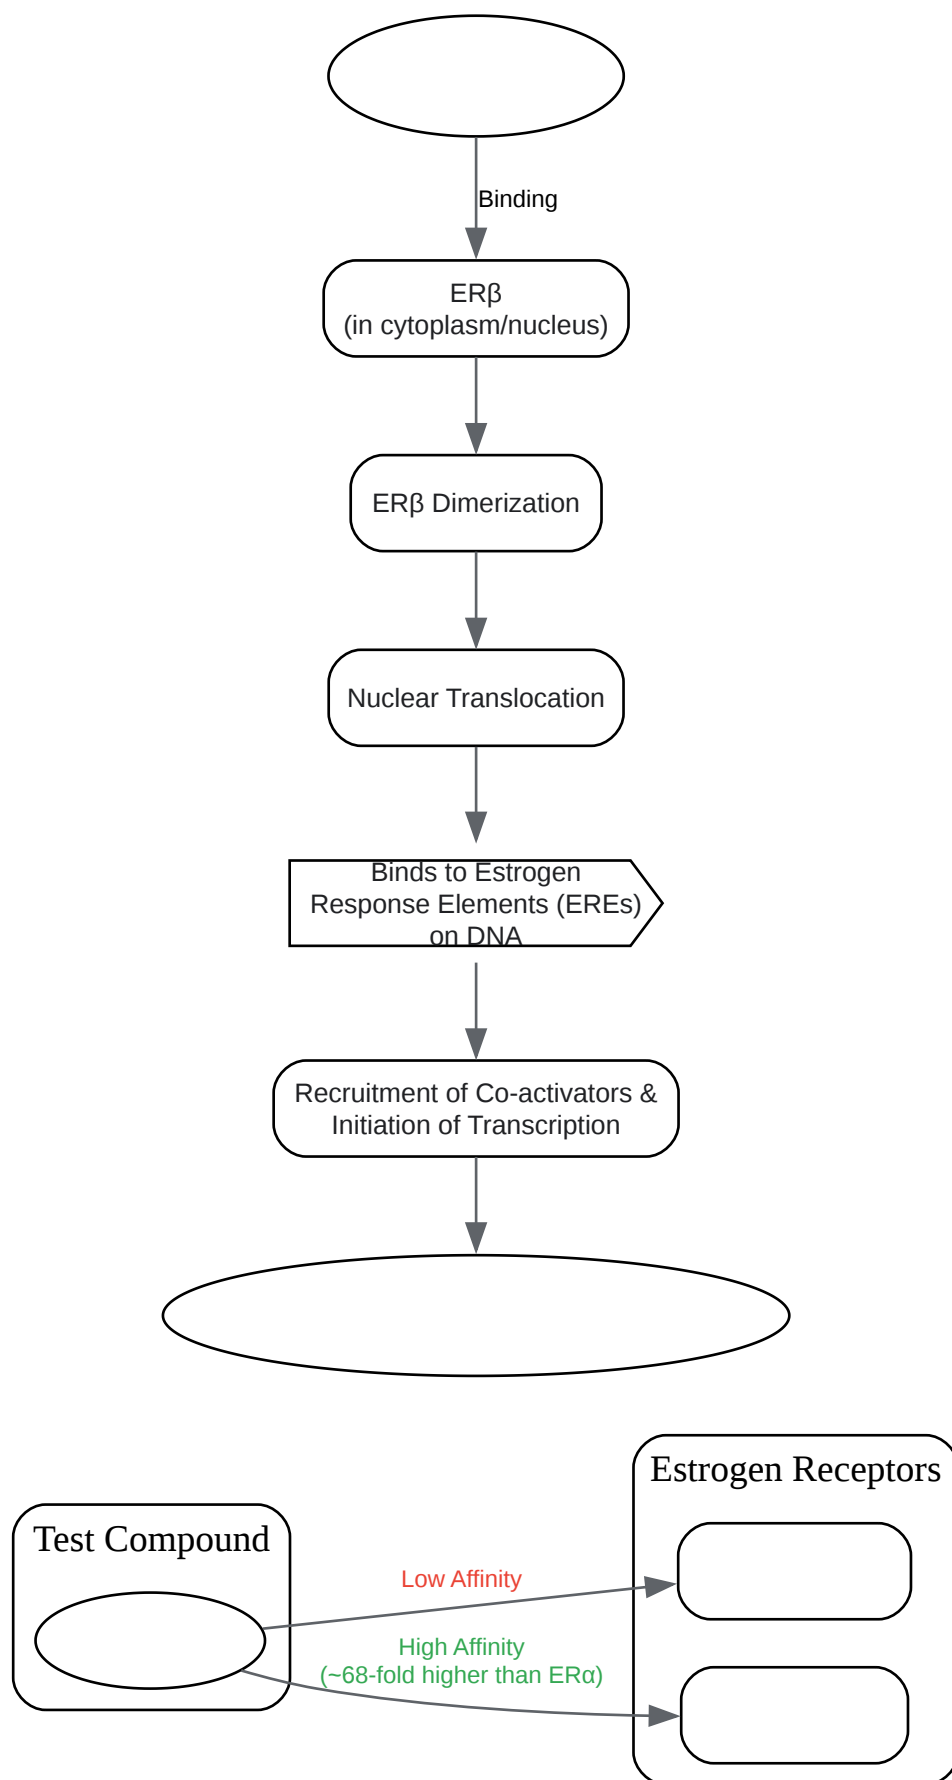 Binding
ERβ
(in cytoplasm/nucleus)
ERβ Dimerization
Nuclear Translocation
Binds to Estrogen
Response Elements (EREs)
on DNA
Recruitment of Co-activators &
Initiation of Transcription
Estrogen Receptors
Test Compound
Low Affinity
High Affinity
(~68-fold higher than ERα)